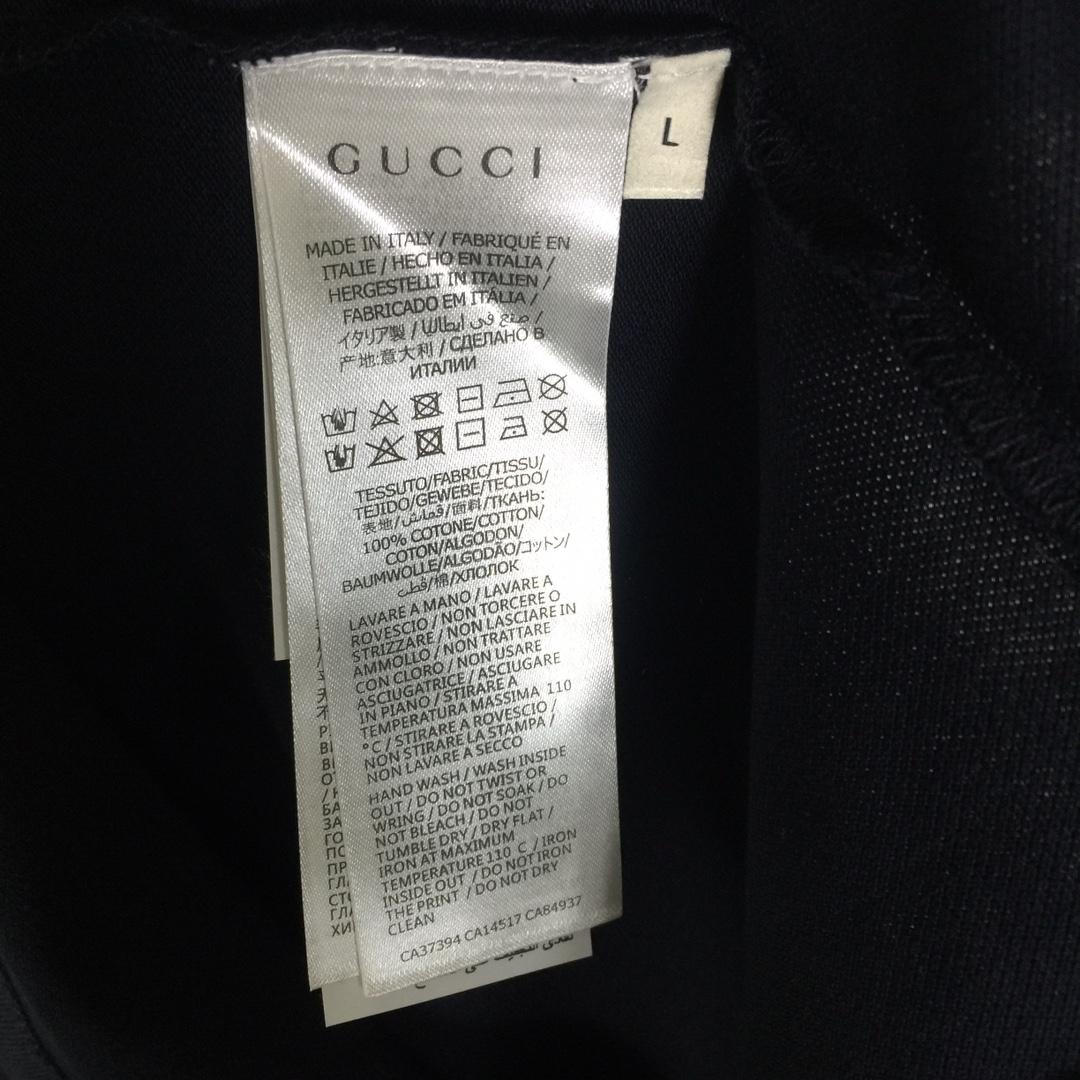 GUCCI
L
MADE IN ITALY / FABRIQUÉ EN
ITALIE / HECHO EN ITALIA /
HERGESTELLT IN ITALIEN /
FABRICADO EM ITÁLIA /
イタリア製 / صنع في ايطاليا /
产地:意大利 / СДЕЛАНО В
ИТАЛИИ
TESSUTO/FABRIC/TISSU/
TEJIDO/GEWEBE/TECIDO/
表地/قماش/面料/ТКАНЬ:
100% COTONE/COTTON/
COTON/ALGODON/
BAUMWOLLE/ALGODÃO/コットン/
قطن/棉/ХЛОПОК
LAVARE A MANO / LAVARE A
ROVESCIO / NON TORCERE O
STRIZZARE / NON LASCIARE IN
AMMOLLO / NON TRATTARE
CON CLORO / NON USARE
ASCIUGATRICE / ASCIUGARE
IN PIANO / STIRARE A
TEMPERATURA MASSIMA 110
°C / STIRARE A ROVESCIO /
NON STIRARE LA STAMPA /
NON LAVARE A SECCO
HAND WASH / WASH INSIDE
OUT / DO NOT TWIST OR
WRING / DO NOT SOAK / DO
NOT BLEACH / DO NOT
TUMBLE DRY / DRY FLAT /
IRON AT MAXIMUM
TEMPERATURE 110 C / IRON
INSIDE OUT / DO NOT IRON
THE PRINT / DO NOT DRY
CLEAN
CA37394 CA14517 CA84937